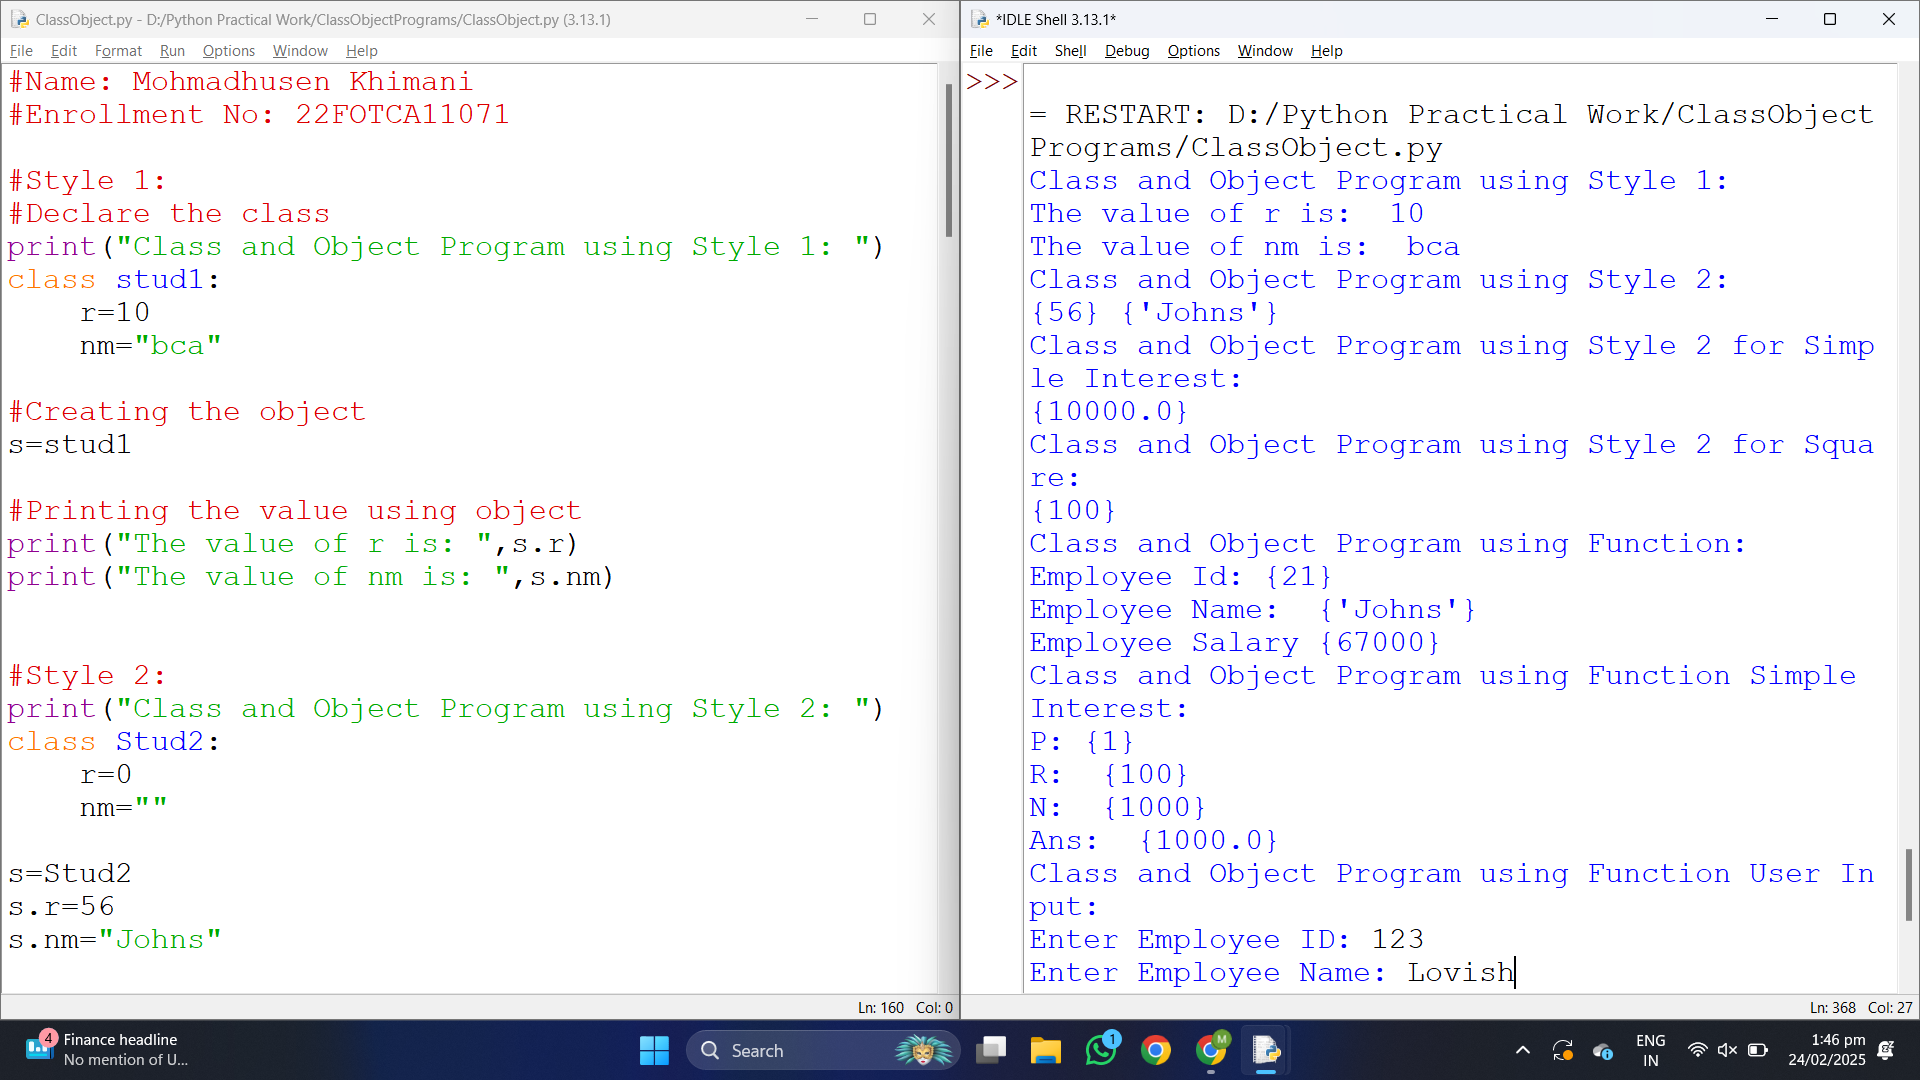 ClassObject.py - D:/Python Practical Work/ClassObjectPrograms/ClassObject.py (3.13.1)
File Edit Format Run Options Window Help
#Name: Mohmadhusen Khimani
#Enrollment No: 22FOTCA11071
#Style 1:
#Declare the class
print("Class and Object Program using Style 1: ")
class stud1:
    r=10
    nm="bca"
#Creating the object
s=stud1
#Printing the value using object
print("The value of r is: ",s.r)
print("The value of nm is: ",s.nm)
#Style 2:
print("Class and Object Program using Style 2: ")
class Stud2:
    r=0
    nm=""
s=Stud2
s.r=56
s.nm="Johns"
Ln: 160 Col: 0
*IDLE Shell 3.13.1*
File Edit Shell Debug Options Window Help
>>>
= RESTART: D:/Python Practical Work/ClassObject
Programs/ClassObject.py
Class and Object Program using Style 1:
The value of r is:  10
The value of nm is:  bca
Class and Object Program using Style 2:
{56} {'Johns'}
Class and Object Program using Style 2 for Simp
le Interest:
{10000.0}
Class and Object Program using Style 2 for Squa
re:
{100}
Class and Object Program using Function:
Employee Id: {21}
Employee Name:  {'Johns'}
Employee Salary {67000}
Class and Object Program using Function Simple
Interest:
P: {1}
R:  {100}
N:  {1000}
Ans:  {1000.0}
Class and Object Program using Function User In
put:
Enter Employee ID: 123
Enter Employee Name: Lovish
Ln: 368 Col: 27
4
Finance headline
No mention of U...
Search
1
M
ENG
IN
1:46 pm
24/02/2025